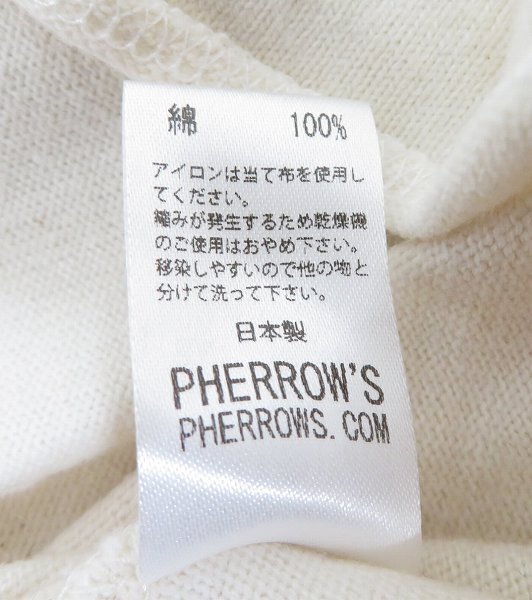 綿 100%
アイロンは当て布を使用し
てください。
縮みが発生するため乾燥機
のご使用はおやめ下さい。
移染しやすいので他の物と
分けて洗って下さい。
日本製
PHERROW'S
PHERROWS.COM